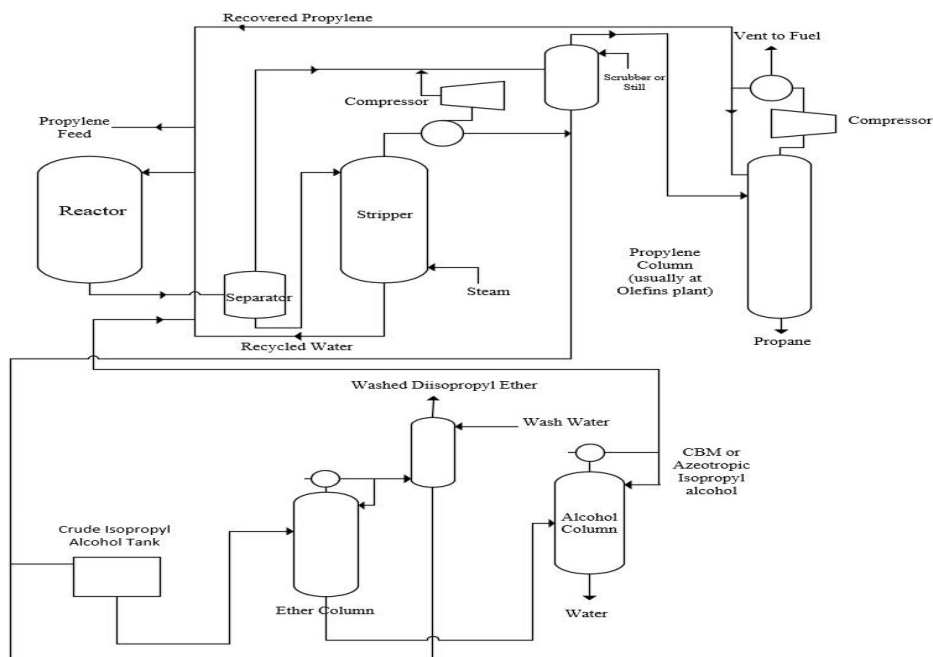 Recovered Propylene
Vent to Fuel
Scrubber or
Still
Compressor
Compressor
Propylene
Feed
Reactor
Stripper
Propylene
Column
(usually at
Olefins plant)
Separator
Steam
Recycled Water
Propane
Washed Diisopropyl Ether
Wash Water
CBM or
Azeotropic
Isopropyl
alcohol
Alcohol
Column
Crude Isopropyl
Alcohol Tank
Ether Column
Water